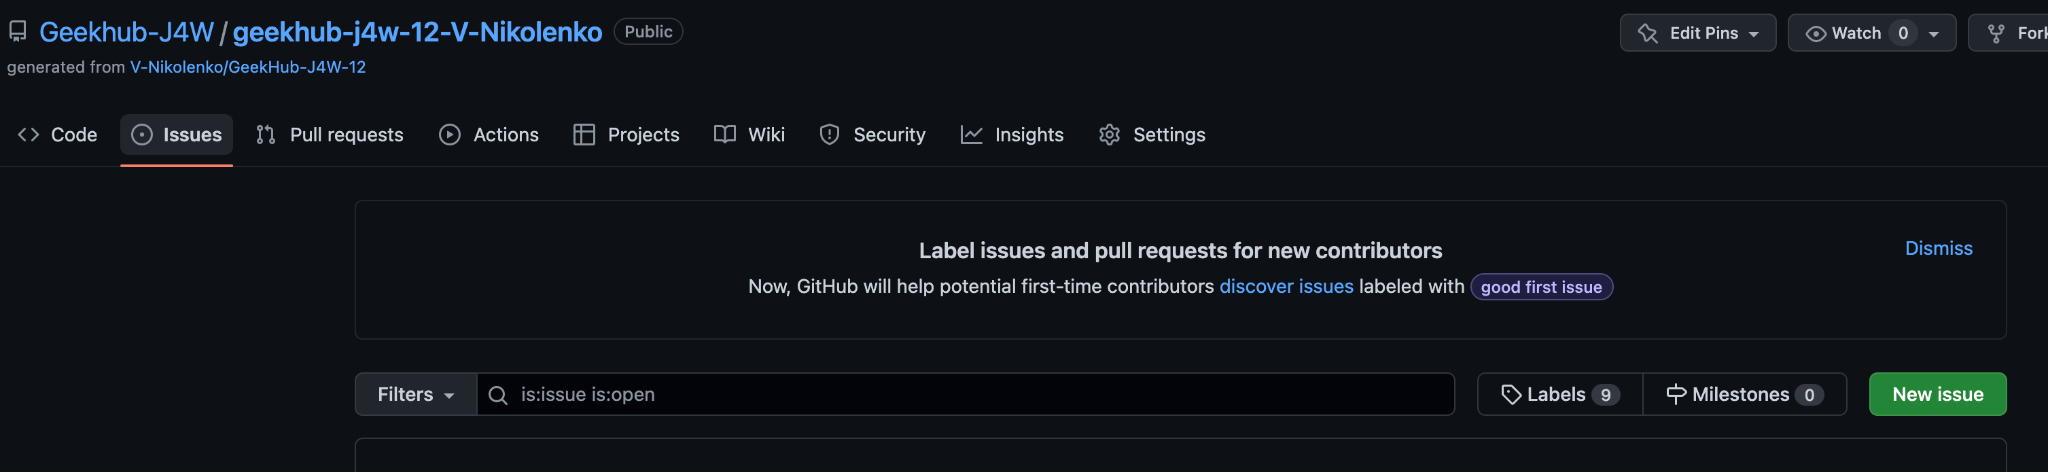 Geekhub-J4W / geekhub-j4w-12-V-Nikolenko Public Edit Pins Watch 0 Fork
generated from V-Nikolenko/GeekHub-J4W-12
Code Issues Pull requests Actions Projects Wiki Security Insights Settings
Label issues and pull requests for new contributors Dismiss
Now, GitHub will help potential first-time contributors discover issues labeled with good first issue
Filters is:issue is:open Labels 9 Milestones 0 New issue